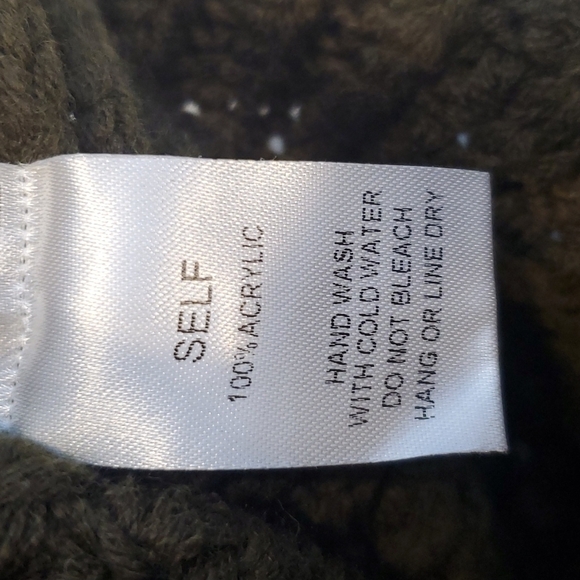 SELF
100% ACRYLIC
HAND WASH
WITH COLD WATER
DO NOT BLEACH
HANG OR LINE DRY